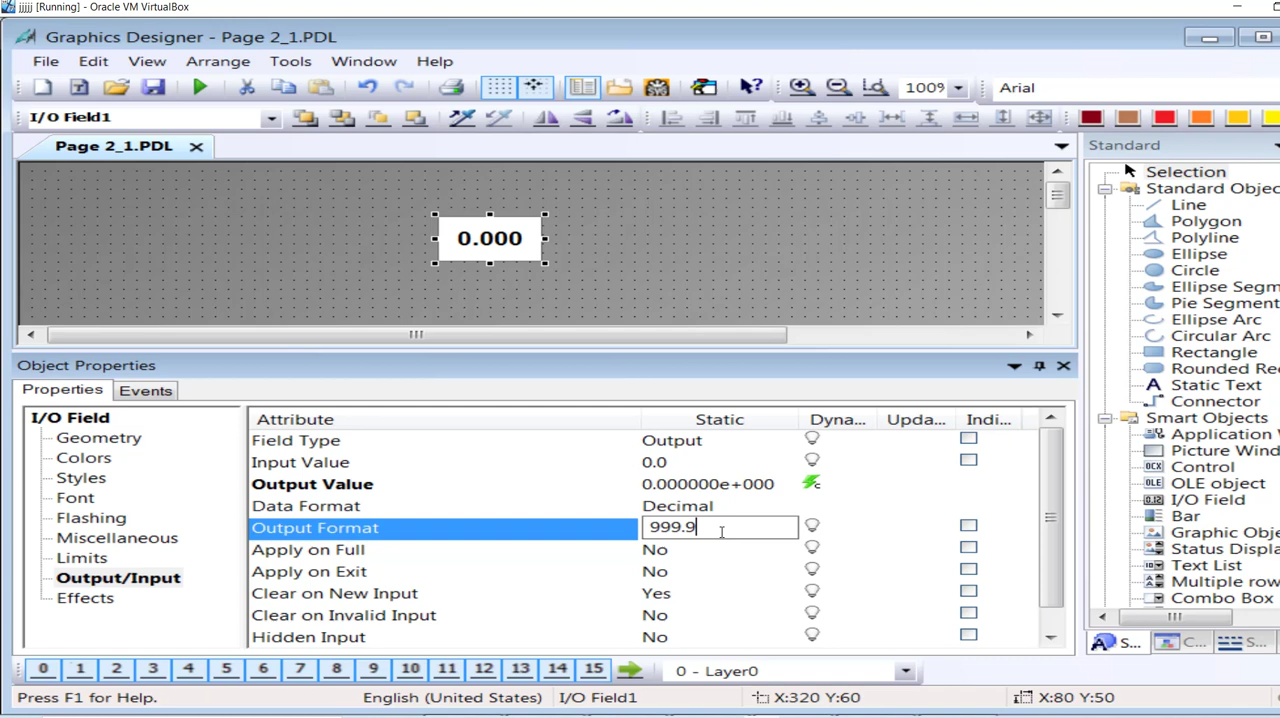 jjjjj [Running] - Oracle VM VirtualBox
Graphics Designer - Page 2_1.PDL
File Edit View Arrange Tools Window Help
100% Arial
I/O Field1
Page 2_1.PDL
Standard
0.000
Selection
Standard Objec
Line
Polygon
Polyline
Ellipse
Circle
Ellipse Segm
Pie Segment
Ellipse Arc
Circular Arc
Rectangle
Rounded Rec
Static Text
Connector
Smart Objects
Application
Picture Wind
Control
OLE object
I/O Field
Bar
Graphic Obje
Status Displa
Text List
Multiple row
Combo Box
S... C... S...
Object Properties
Properties Events
I/O Field
Geometry
Colors
Styles
Font
Flashing
Miscellaneous
Limits
Output/Input
Effects
Attribute Static Dyna... Upda... Indi...
Field Type Output
Input Value 0.0
Output Value 0.000000e+000
Data Format Decimal
Output Format 999.9
Apply on Full No
Apply on Exit No
Clear on New Input Yes
Clear on Invalid Input No
Hidden Input No
0 1 2 3 4 5 6 7 8 9 10 11 12 13 14 15 0 - Layer0
Press F1 for Help. English (United States) I/O Field1 X:320 Y:60 X:80 Y:50